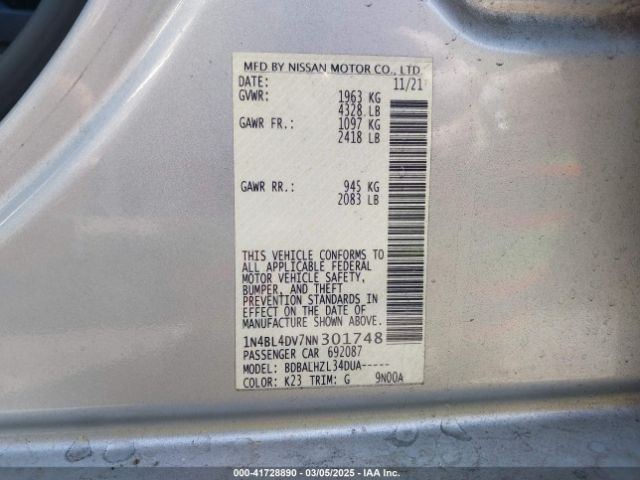 MFD BY NISSAN MOTOR CO., LTD.
DATE: 11/21
GVWR: 1963 KG
4328 LB
GAWR FR.: 1097 KG
2418 LB
GAWR RR.: 945 KG
2083 LB
THIS VEHICLE CONFORMS TO
ALL APPLICABLE FEDERAL
MOTOR VEHICLE SAFETY,
BUMPER, AND THEFT
PREVENTION STANDARDS IN
EFFECT ON THE DATE OF
MANUFACTURE SHOWN ABOVE.
1N4BL4DV7NN301748
PASSENGER CAR 692087
MODEL: BDBALHZL34DUA-----
COLOR: K23 TRIM: G 9N00A
000-41728890 / 03/05/2025 / IAA Inc.